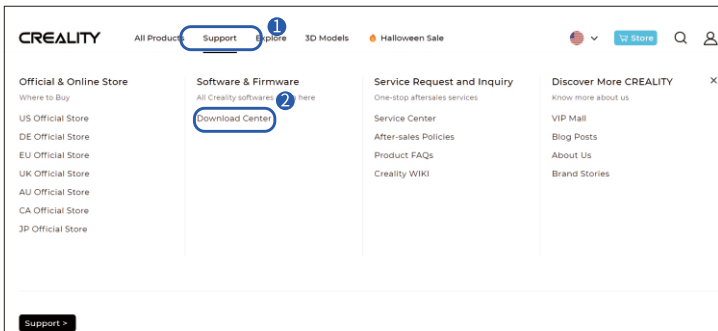 CREALITY
All Products Support Explore 3D Models Halloween Sale Store
1
Official & Online Store
Where to Buy
US Official Store
DE Official Store
EU Official Store
UK Official Store
AU Official Store
CA Official Store
JP Official Store
Software & Firmware
All Creality softwares here
2
Download Center
Service Request and Inquiry
One-stop aftersales services
Service Center
After-sales Policies
Product FAQs
Creality WIKI
Discover More CREALITY
Know more about us
VIP Mall
Blog Posts
About Us
Brand Stories
×
Support >